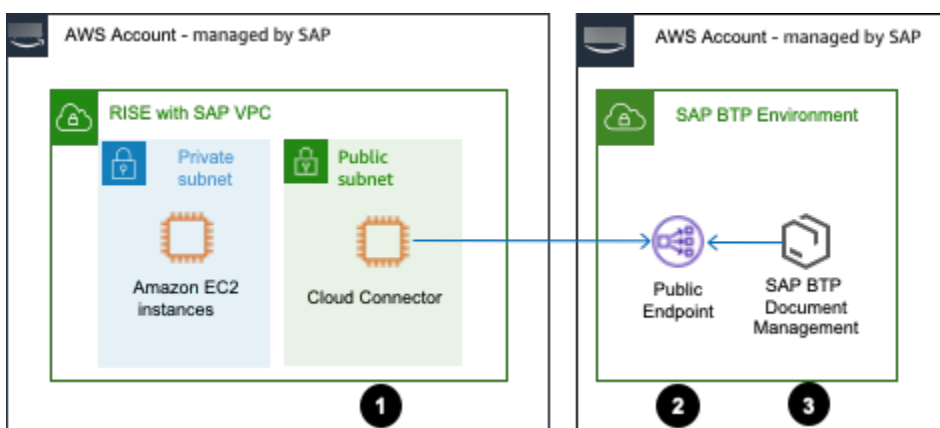 AWS Account - managed by SAP
RISE with SAP VPC
Private
subnet
Public
subnet
Amazon EC2
instances
Cloud Connector
1
AWS Account - managed by SAP
SAP BTP Environment
Public
Endpoint
SAP BTP
Document
Management
2
3